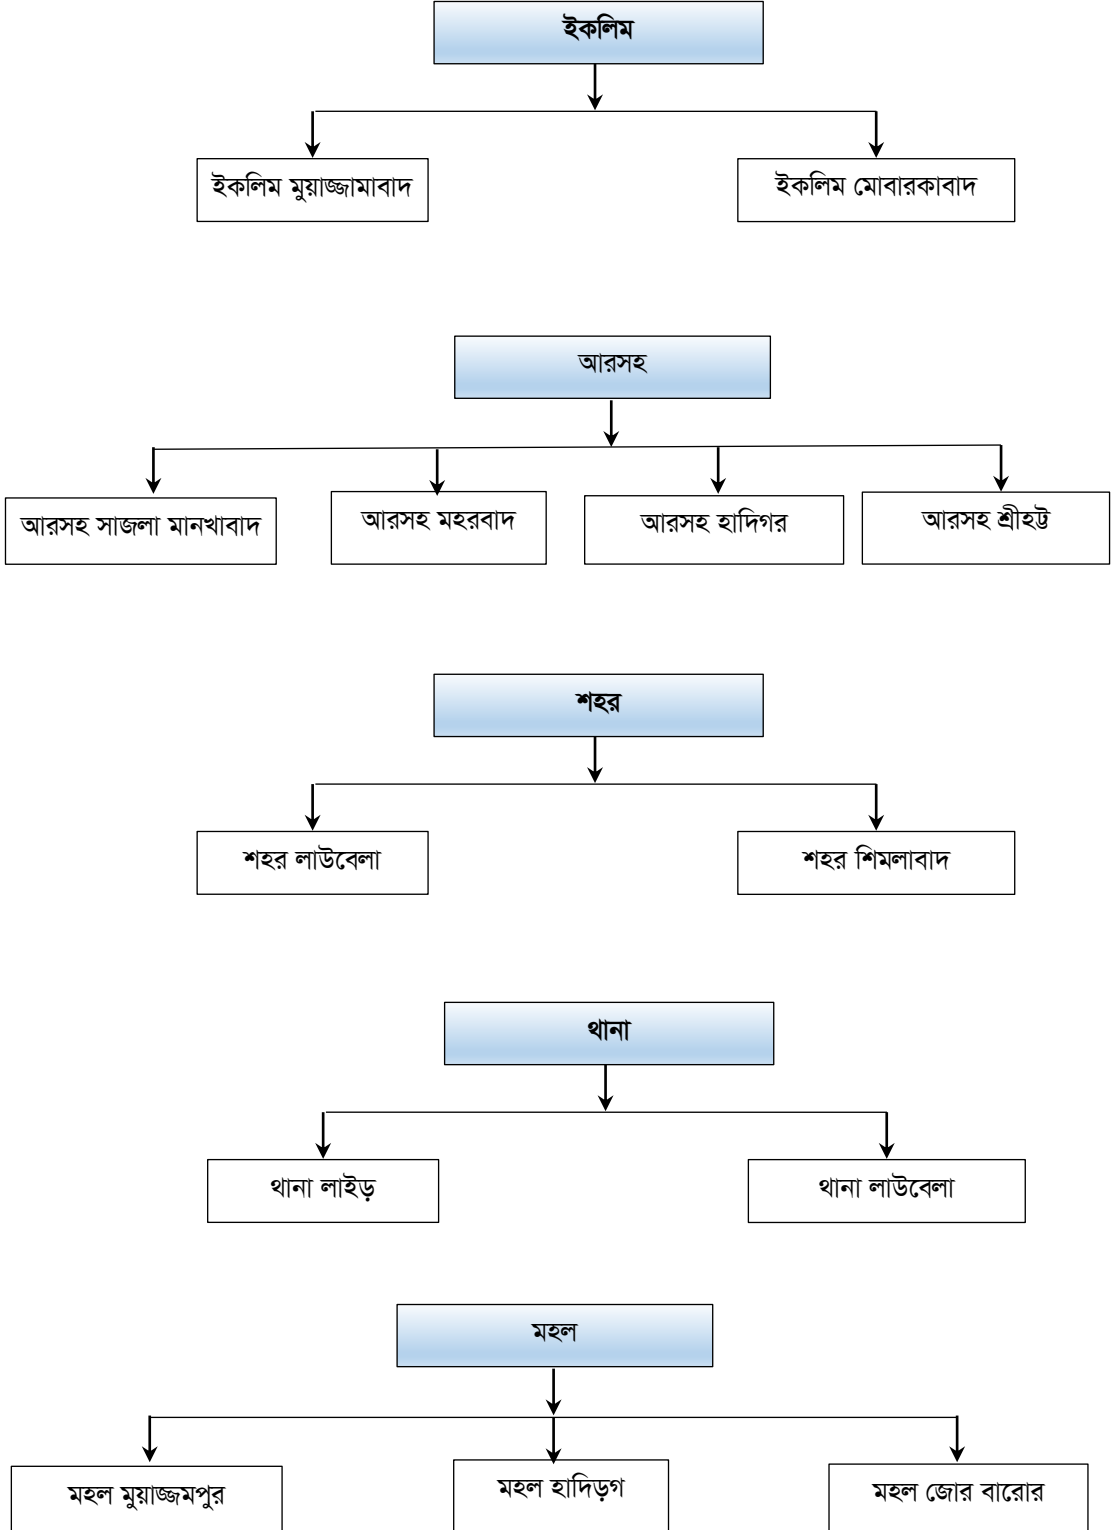 ইকলিম
ইকলিম মুয়াজ্জামাবাদ
ইকলিম মোবারকাবাদ
আরসহ
আরসহ সাজলা মানখাবাদ
আরসহ মহরবাদ
আরসহ হাদিগর
আরসহ শ্রীহট্ট
শহর
শহর লাউবেলা
শহর শিমলাবাদ
থানা
থানা লাইড়
থানা লাউবেলা
মহল
মহল মুয়াজ্জমপুর
মহল হাদিড়গ
মহল জোর বারোর